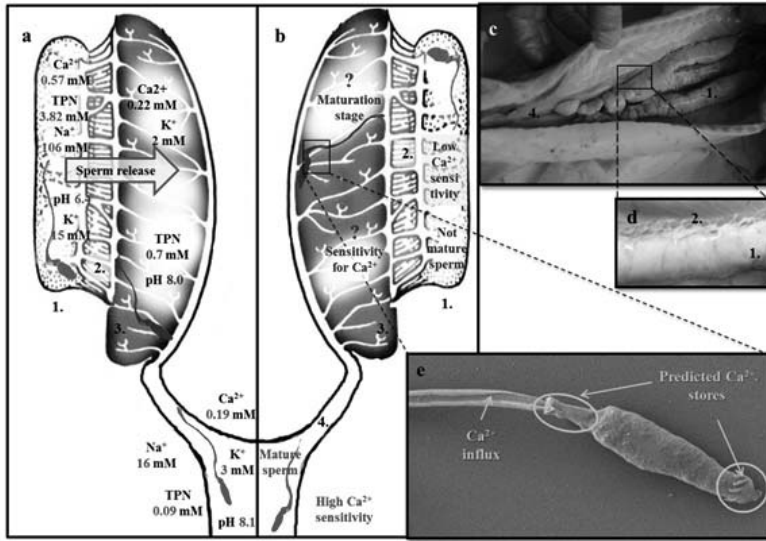 a
Ca²⁺
0.57 mM
TPN
3.82 mM
Na⁺
106 mM
Sperm release
pH 6.
K⁺
15 mM
2.
1.
3.
Ca2+
0.22 mM
K⁺
2 mM
TPN
0.7 mM
pH 8.0
Ca²⁺
0.19 mM
Na⁺
16 mM
K⁺
3 mM
TPN
0.09 mM
pH 8.1
b
?
Maturation
stage
2.
Low
Ca²⁺
sensi
tivity
?
Sensitivity
for Ca²⁺
Not
mature
sperm
1.
3.
4.
Mature
sperm
High Ca²⁺
sensitivity
c
1.
4.
d
2.
1.
e
Predicted Ca²⁺
stores
Ca²⁺
influx